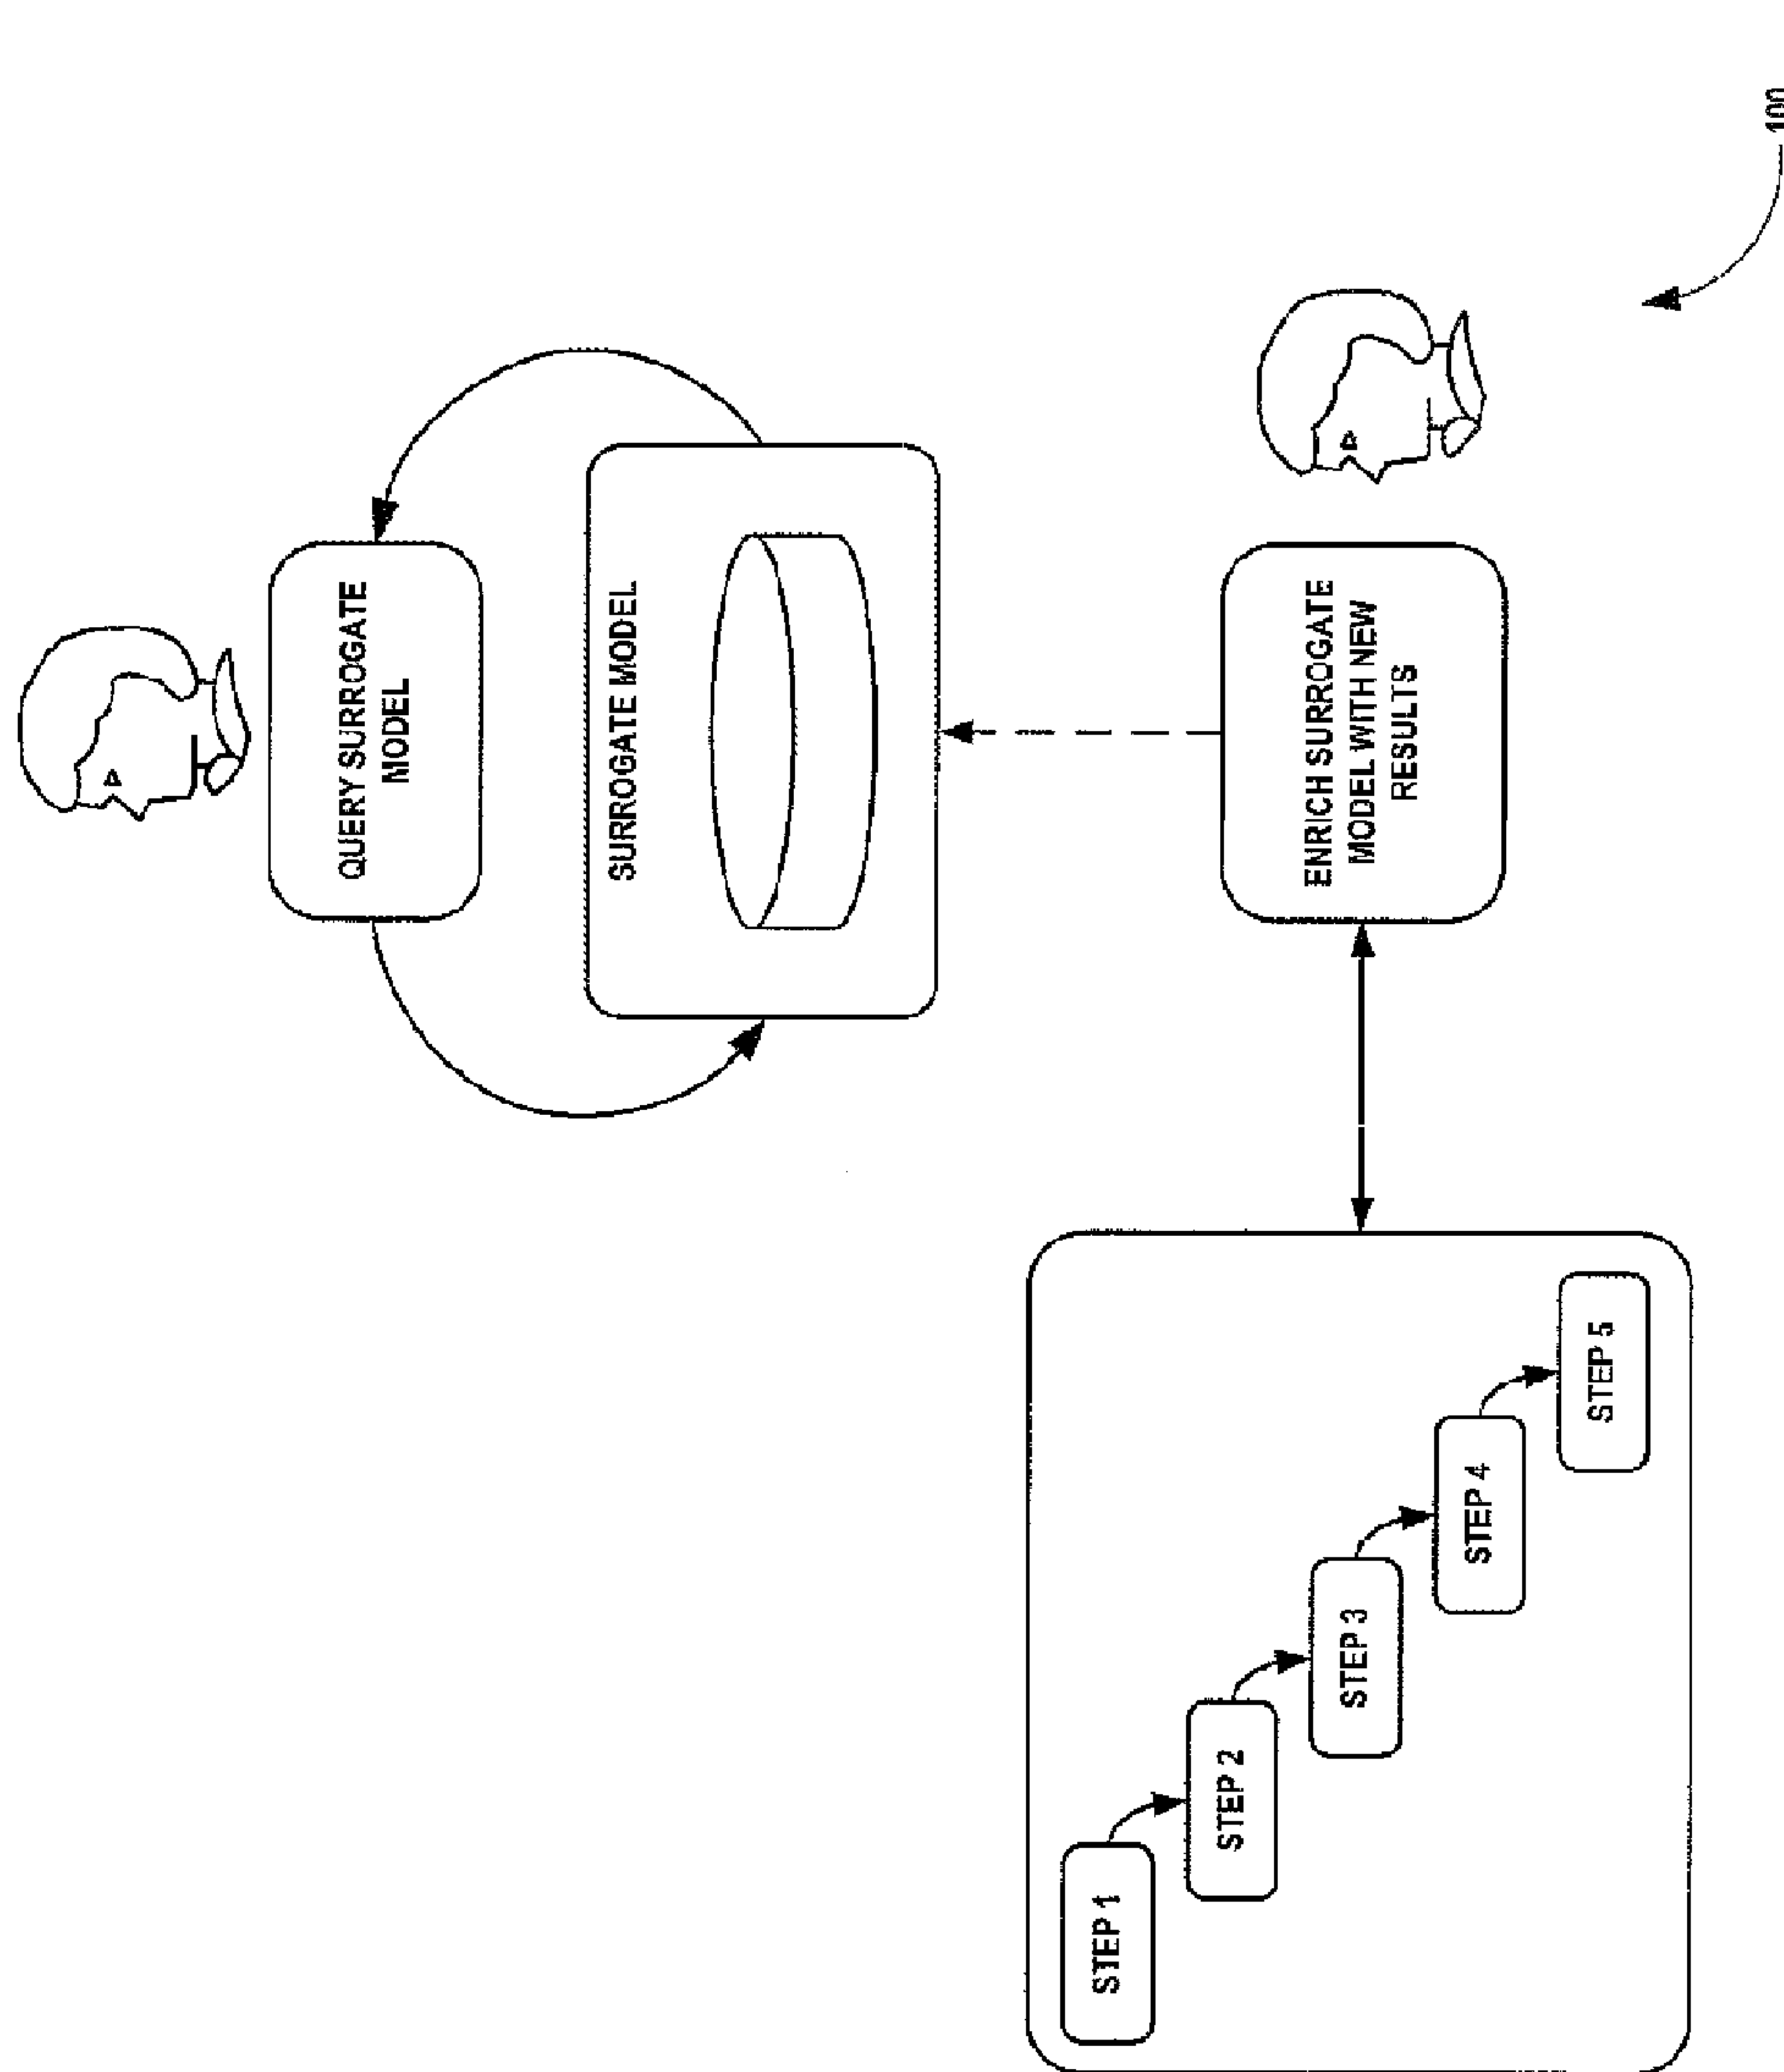 QUERY SURROGATE
MODEL
SURROGATE MODEL
ENRICH SURROGATE
MODEL WITH NEW
RESULTS
STEP 1
STEP 2
STEP 3
STEP 4
STEP 5
100